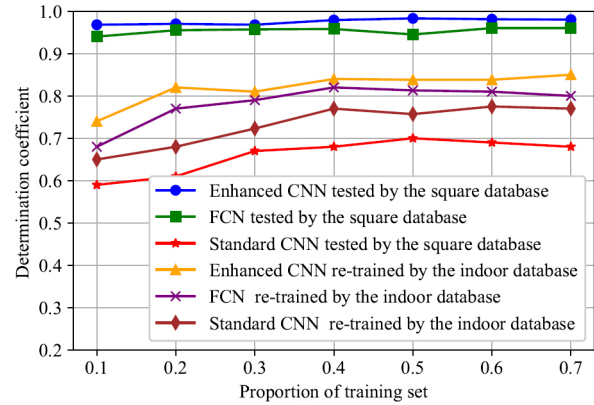 1.0
0.9
0.8
0.7
0.6
0.5
0.4
0.3
0.2
Determination coefficient
Enhanced CNN tested by the square database
FCN tested by the square database
Standard CNN tested by the square database
Enhanced CNN re-trained by the indoor database
FCN  re-trained by the indoor database
Standard CNN  re-trained by the indoor database
0.1 0.2 0.3 0.4 0.5 0.6 0.7
Proportion of training set